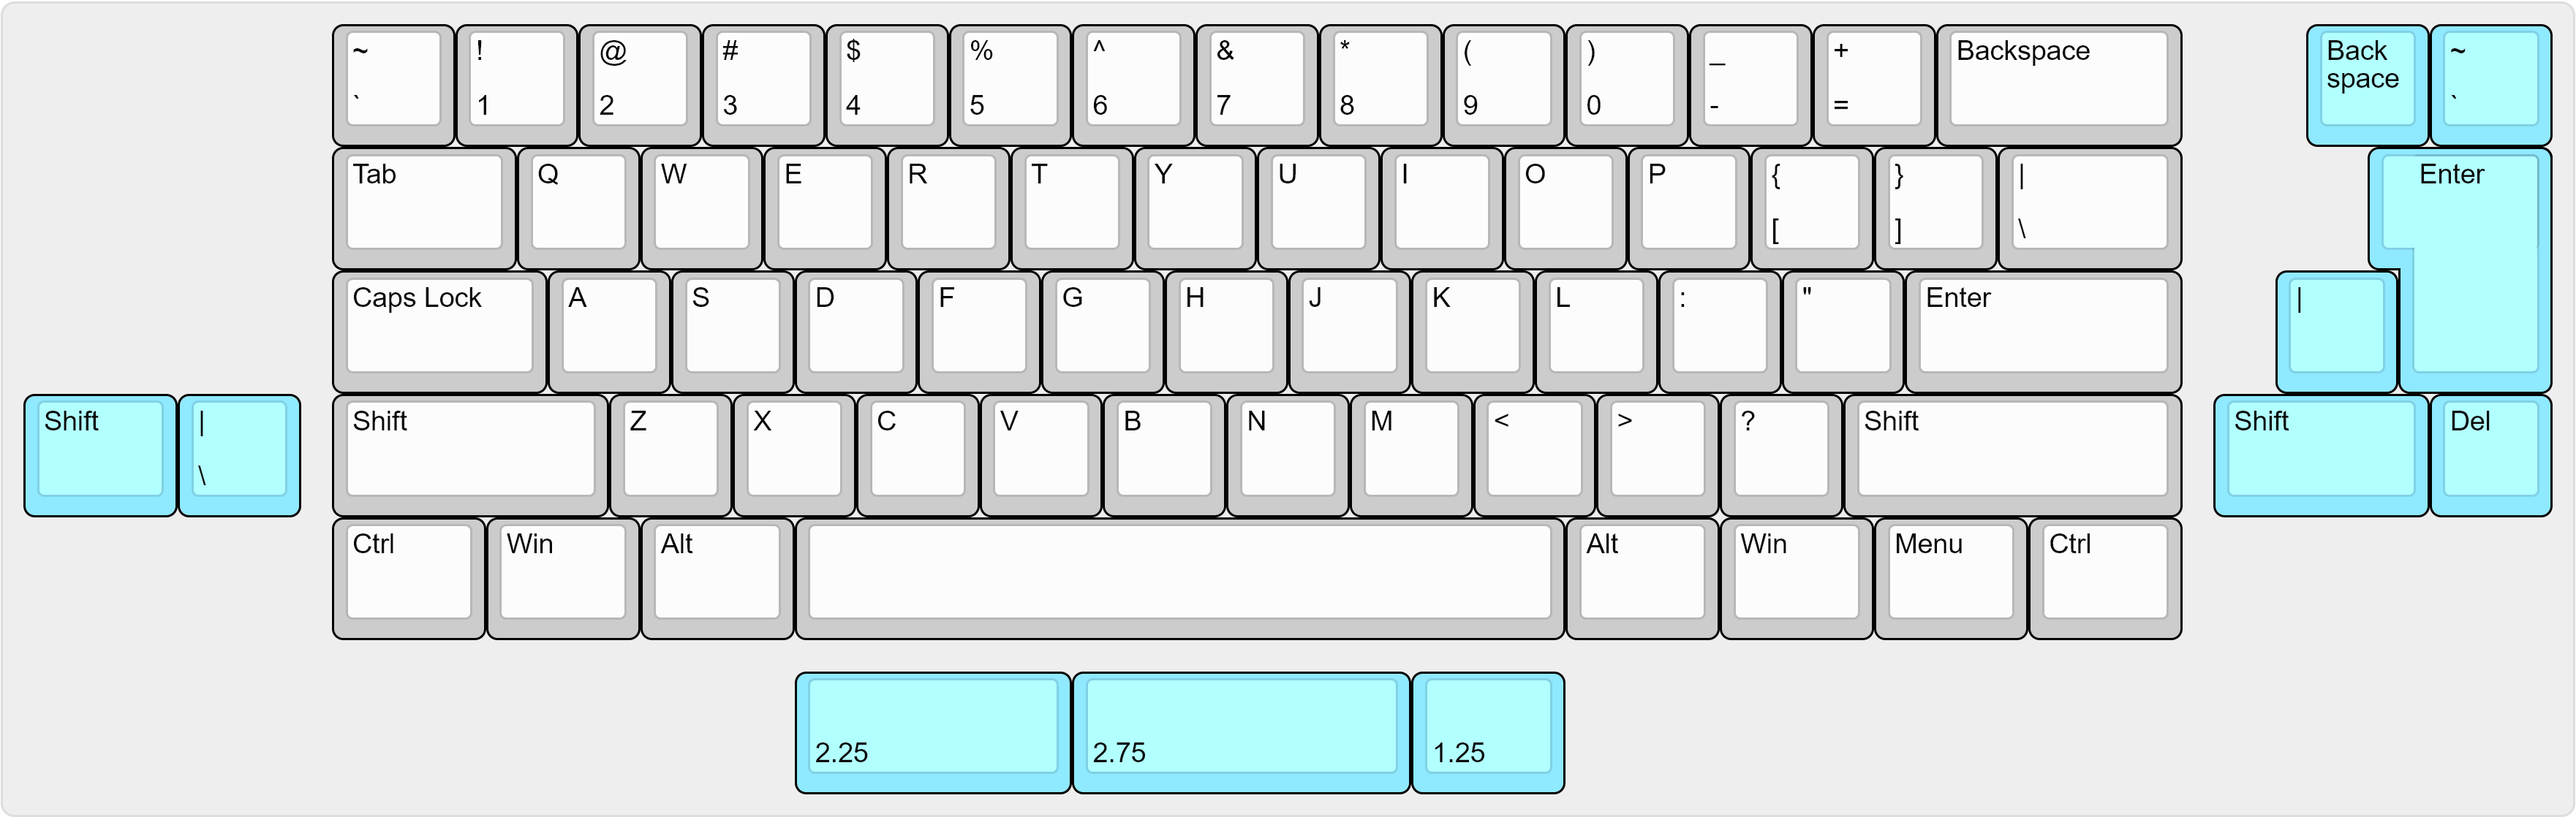 ~ ! @ # $ % ^ & * ( ) _ + Backspace Back ~
space
` 1 2 3 4 5 6 7 8 9 0 - = `
Tab Q W E R T Y U I O P { } | Enter
[ ] \
Caps Lock A S D F G H J K L : " Enter |
Shift | Shift Z X C V B N M < > ? Shift Shift Del
\
Ctrl Win Alt Alt Win Menu Ctrl
2.25 2.75 1.25